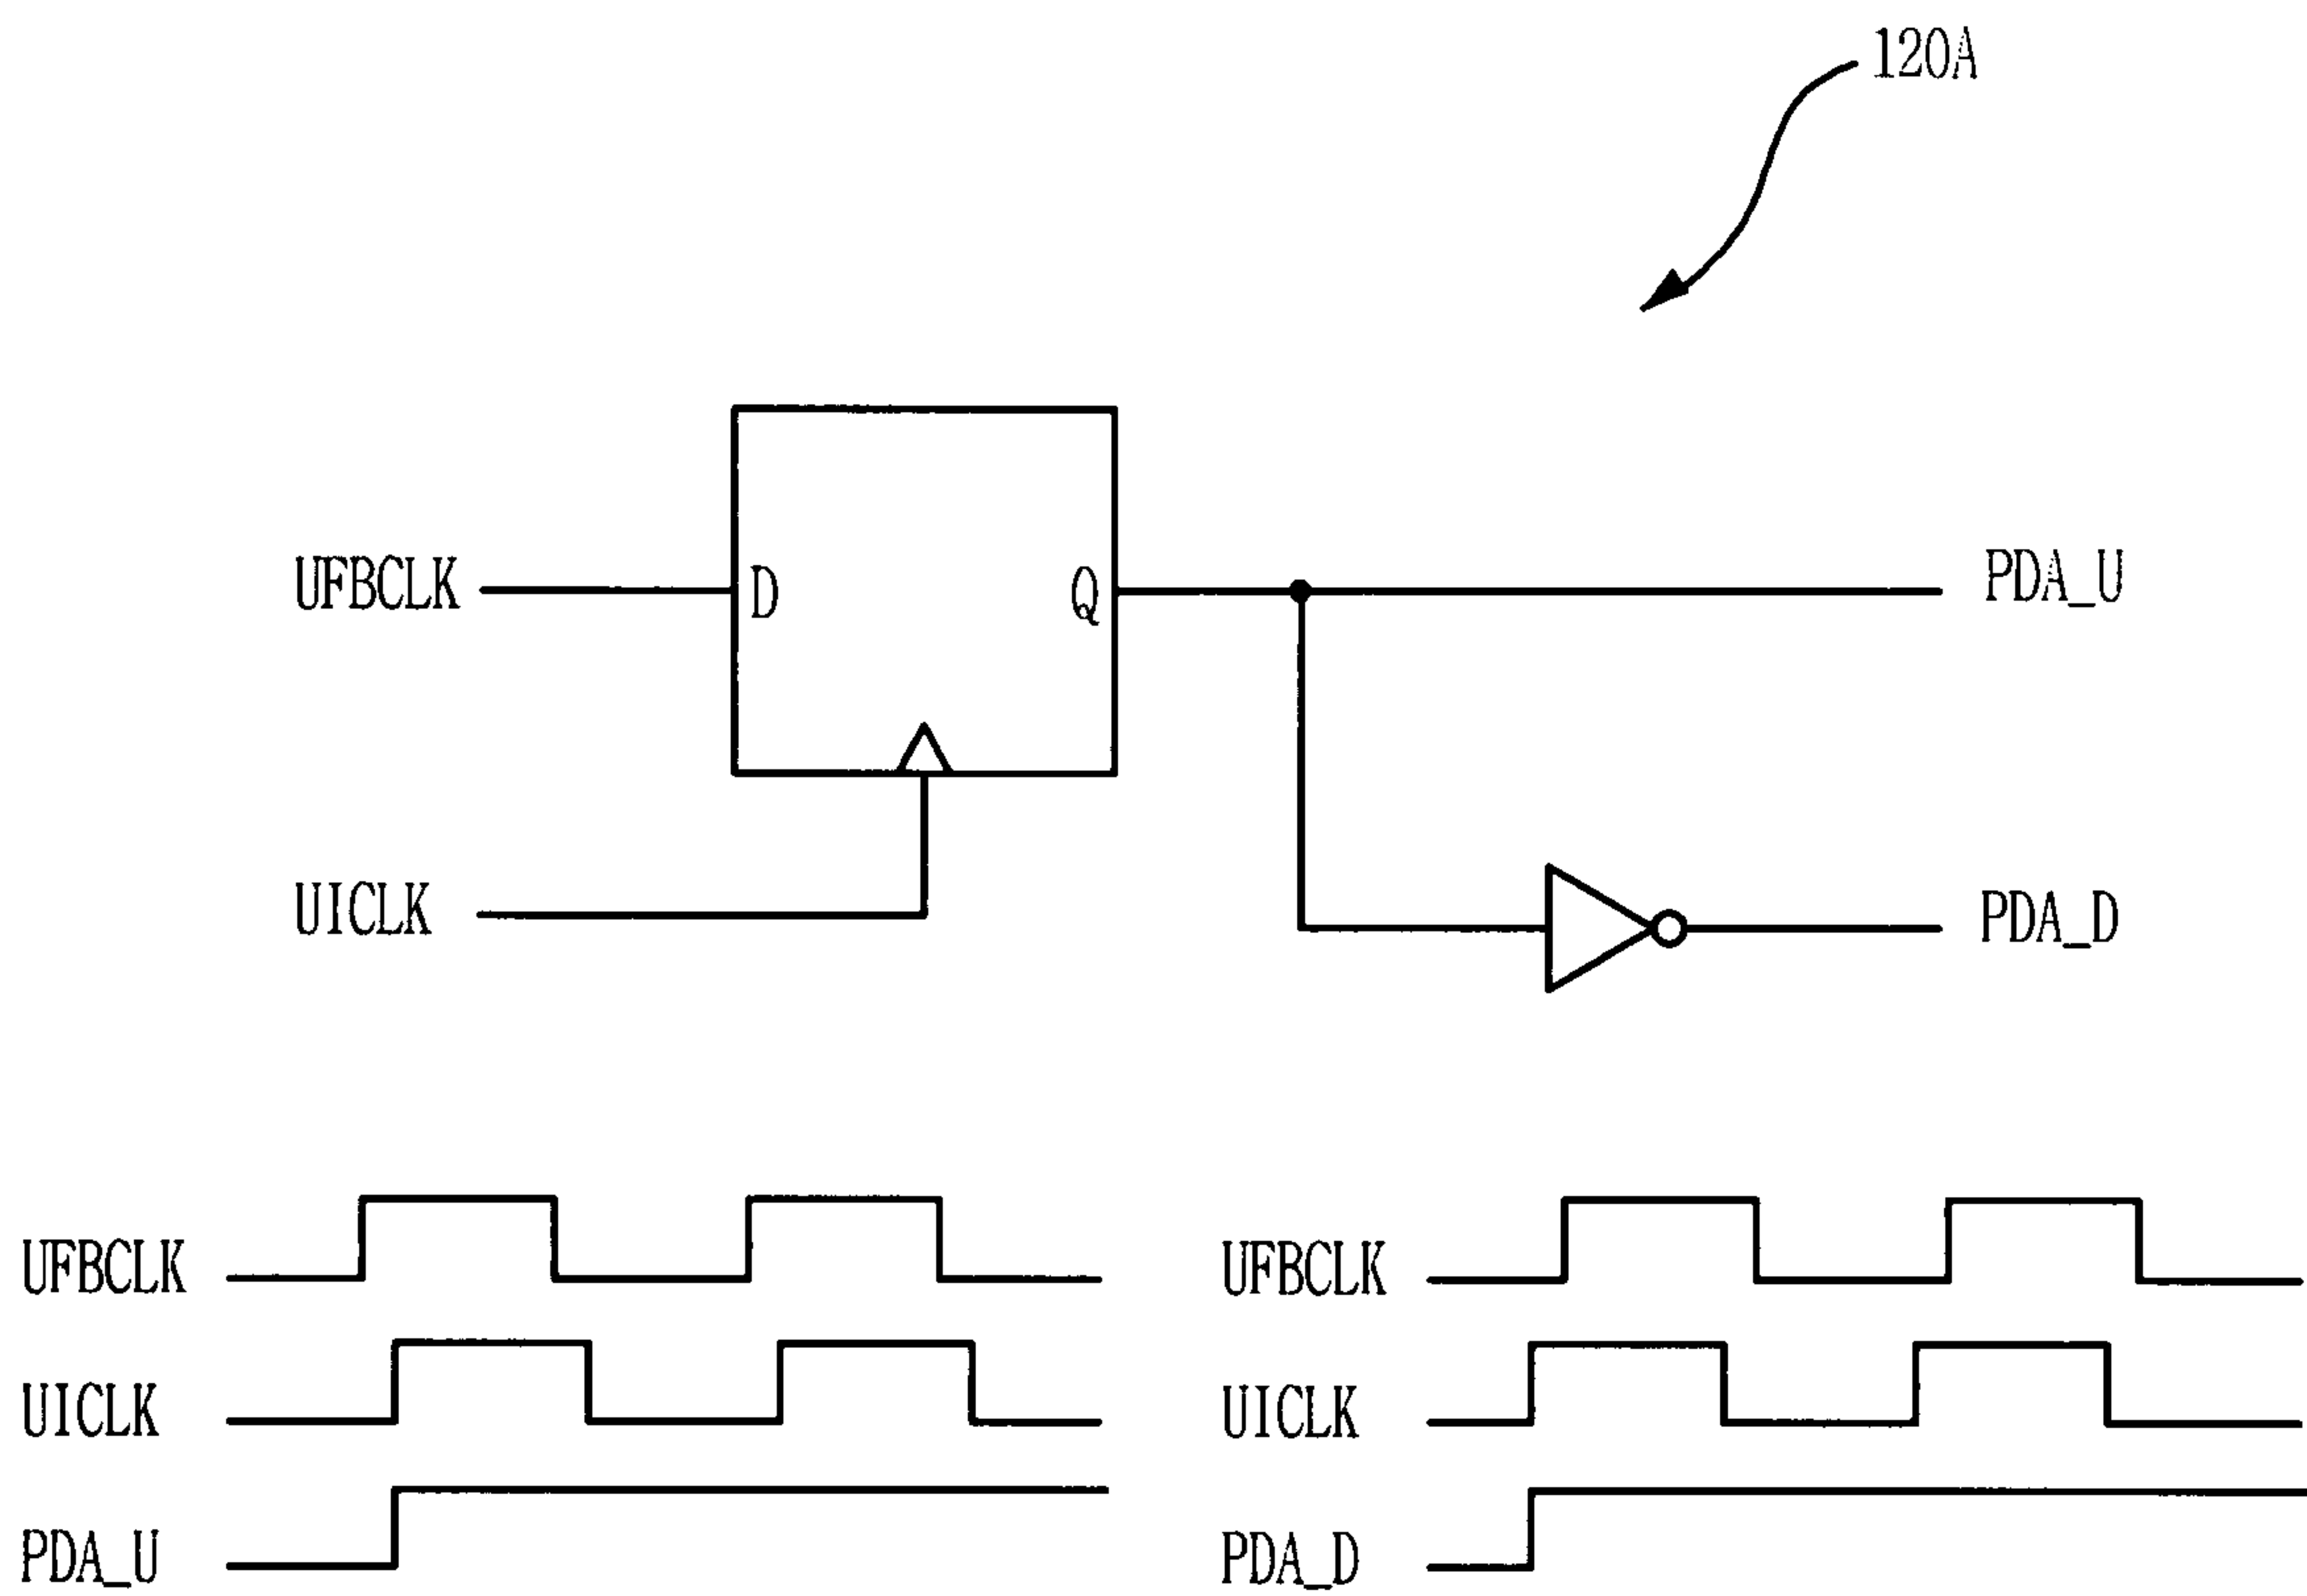 120A
UFBCLK
D
Q
PDA_U
UICLK
PDA_D
UFBCLK
UICLK
PDA_U
UFBCLK
UICLK
PDA_D